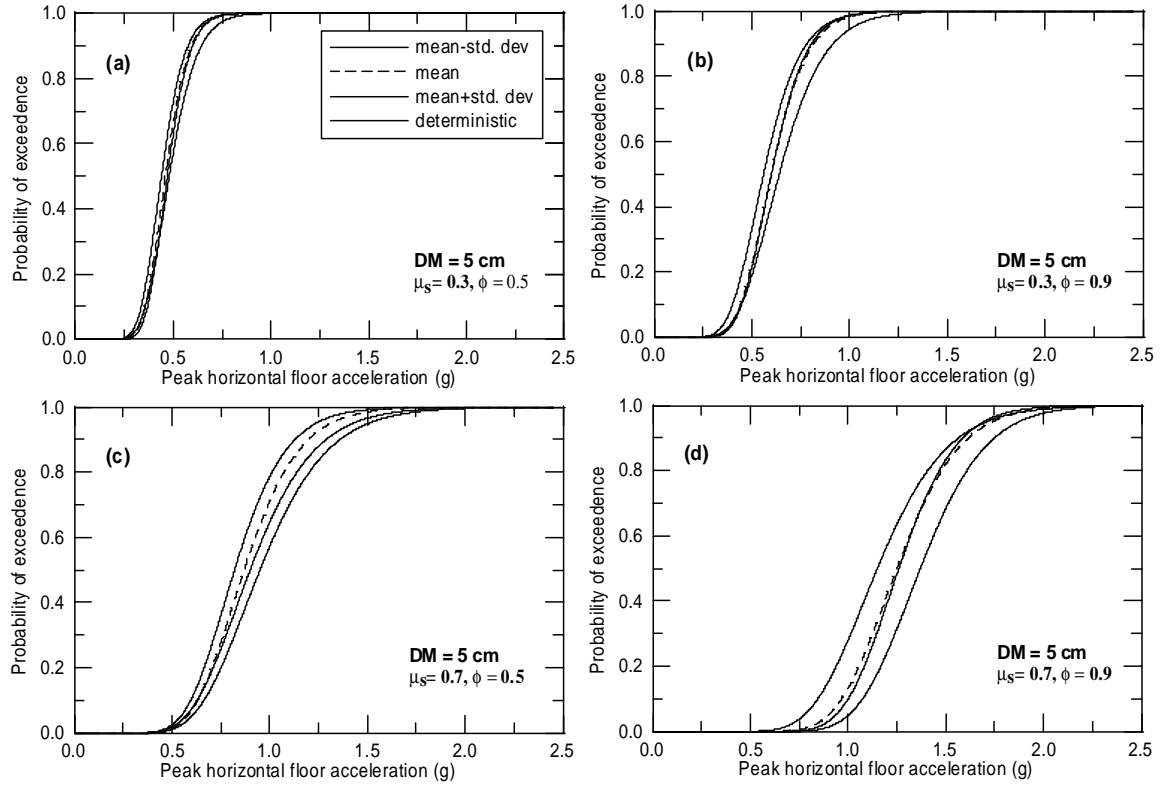 Probability of exceedence
1.0
0.8
0.6
0.4
0.2
0.0
(a)
mean-std. dev
mean
mean+std. dev
deterministic
DM = 5 cm
μs= 0.3, ϕ = 0.5
0.0 0.5 1.0 1.5 2.0 2.5
Peak horizontal floor acceleration (g)
Probability of exceedence
1.0
0.8
0.6
0.4
0.2
0.0
(b)
DM = 5 cm
μs= 0.3, ϕ = 0.9
0.0 0.5 1.0 1.5 2.0 2.5
Peak horizontal floor acceleration (g)
Probability of exceedence
1.0
0.8
0.6
0.4
0.2
0.0
(c)
DM = 5 cm
μs= 0.7, ϕ = 0.5
0.0 0.5 1.0 1.5 2.0 2.5
Peak horizontal floor acceleration (g)
Probability of exceedence
1.0
0.8
0.6
0.4
0.2
0.0
(d)
DM = 5 cm
μs= 0.7, ϕ = 0.9
0.0 0.5 1.0 1.5 2.0 2.5
Peak horizontal floor acceleration (g)